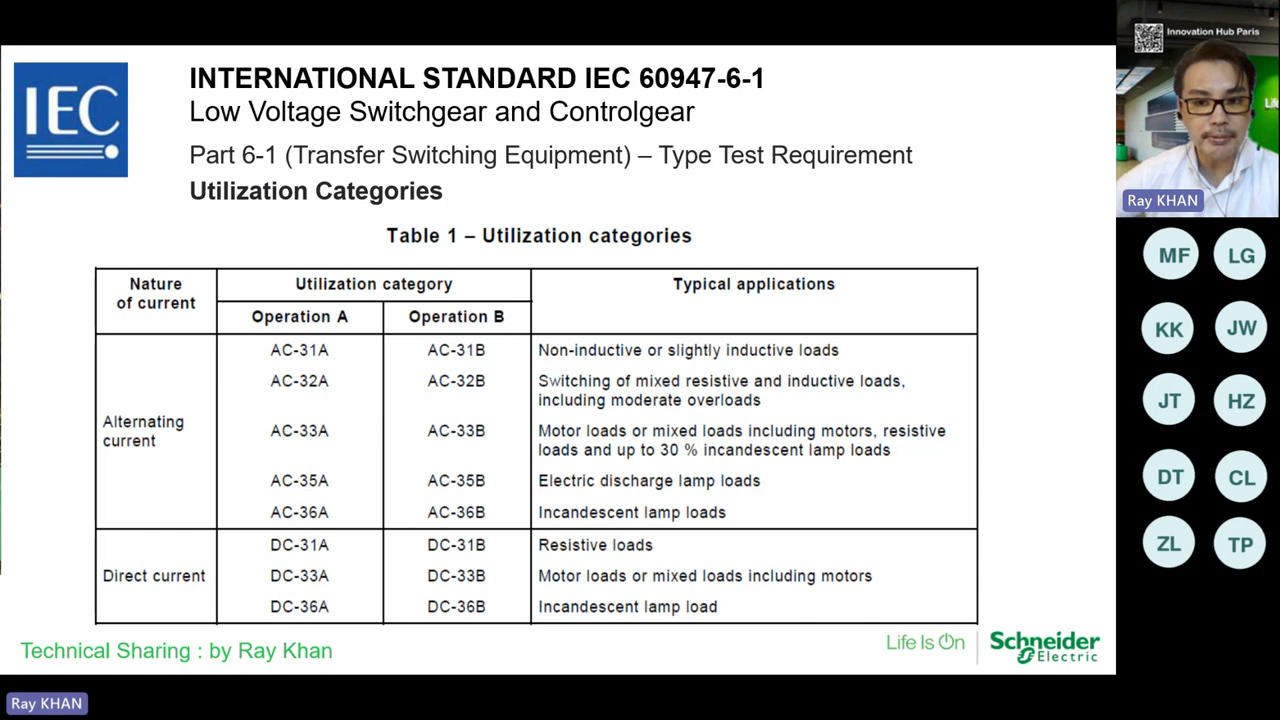 INTERNATIONAL STANDARD IEC 60947-6-1
IEC
Low Voltage Switchgear and Controlgear
Part 6-1 (Transfer Switching Equipment) – Type Test Requirement
Utilization Categories
Table 1 – Utilization categories
Nature of current
Utilization category
Typical applications
Operation A
Operation B
Alternating current
AC-31A
AC-31B
Non-inductive or slightly inductive loads
AC-32A
AC-32B
Switching of mixed resistive and inductive loads,
including moderate overloads
AC-33A
AC-33B
Motor loads or mixed loads including motors, resistive
loads and up to 30 % incandescent lamp loads
AC-35A
AC-35B
Electric discharge lamp loads
AC-36A
AC-36B
Incandescent lamp loads
Direct current
DC-31A
DC-31B
Resistive loads
DC-33A
DC-33B
Motor loads or mixed loads including motors
DC-36A
DC-36B
Incandescent lamp load
Technical Sharing : by Ray Khan
Life Is On
Schneider
Electric
Innovation Hub Paris
Ray KHAN
MF
LG
KK
JW
JT
HZ
DT
CL
ZL
TP
Ray KHAN